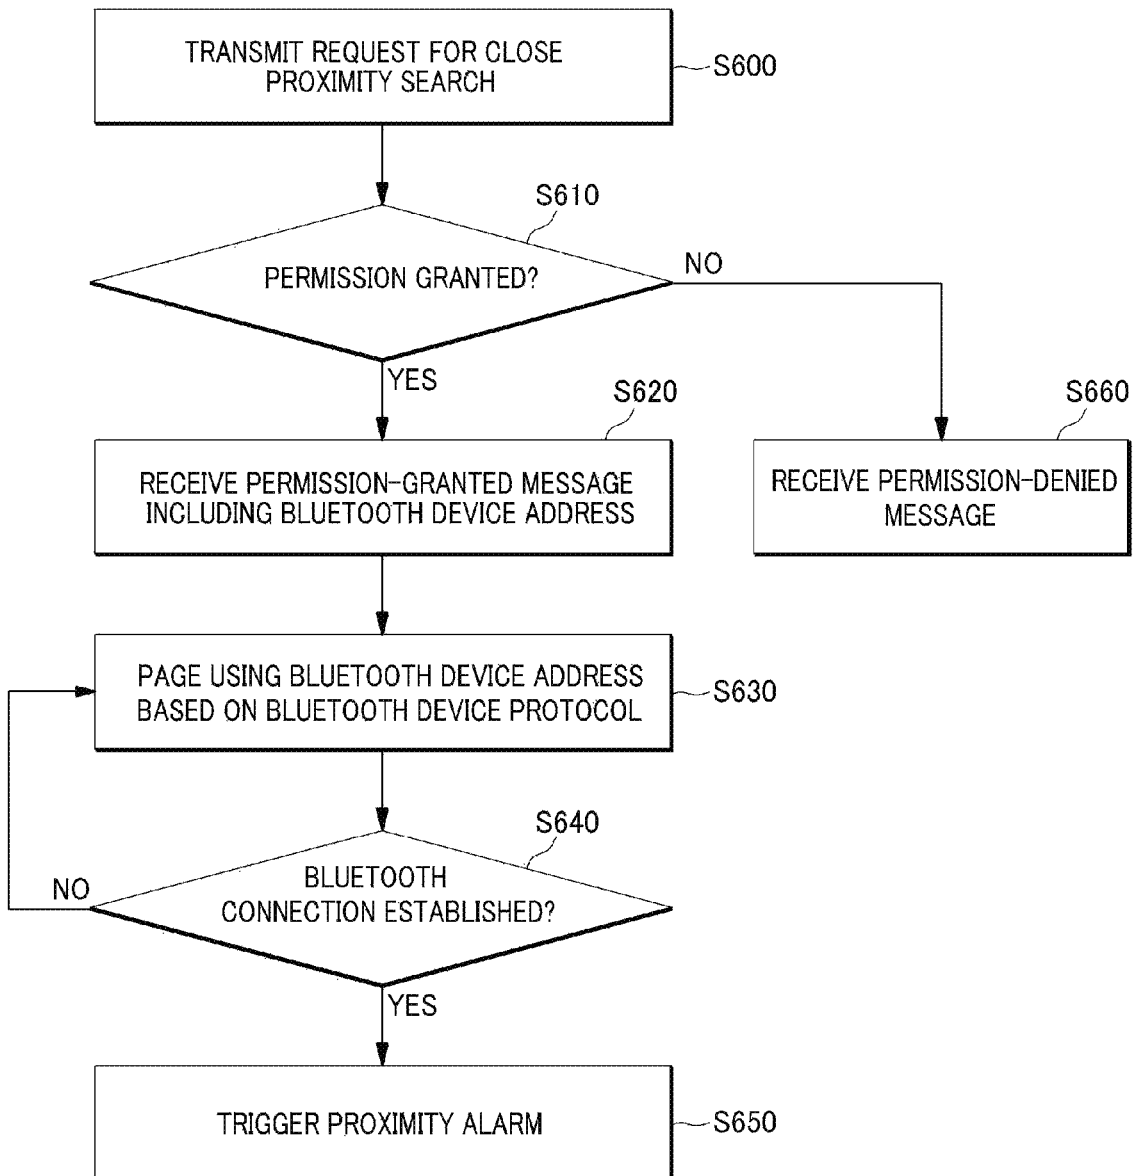 TRANSMIT REQUEST FOR CLOSE
PROXIMITY SEARCH
S600
S610
PERMISSION GRANTED?
NO
YES
S620
S660
RECEIVE PERMISSION-GRANTED MESSAGE
INCLUDING BLUETOOTH DEVICE ADDRESS
RECEIVE PERMISSION-DENIED
MESSAGE
PAGE USING BLUETOOTH DEVICE ADDRESS
BASED ON BLUETOOTH DEVICE PROTOCOL
S630
S640
BLUETOOTH
CONNECTION ESTABLISHED?
NO
YES
TRIGGER PROXIMITY ALARM
S650